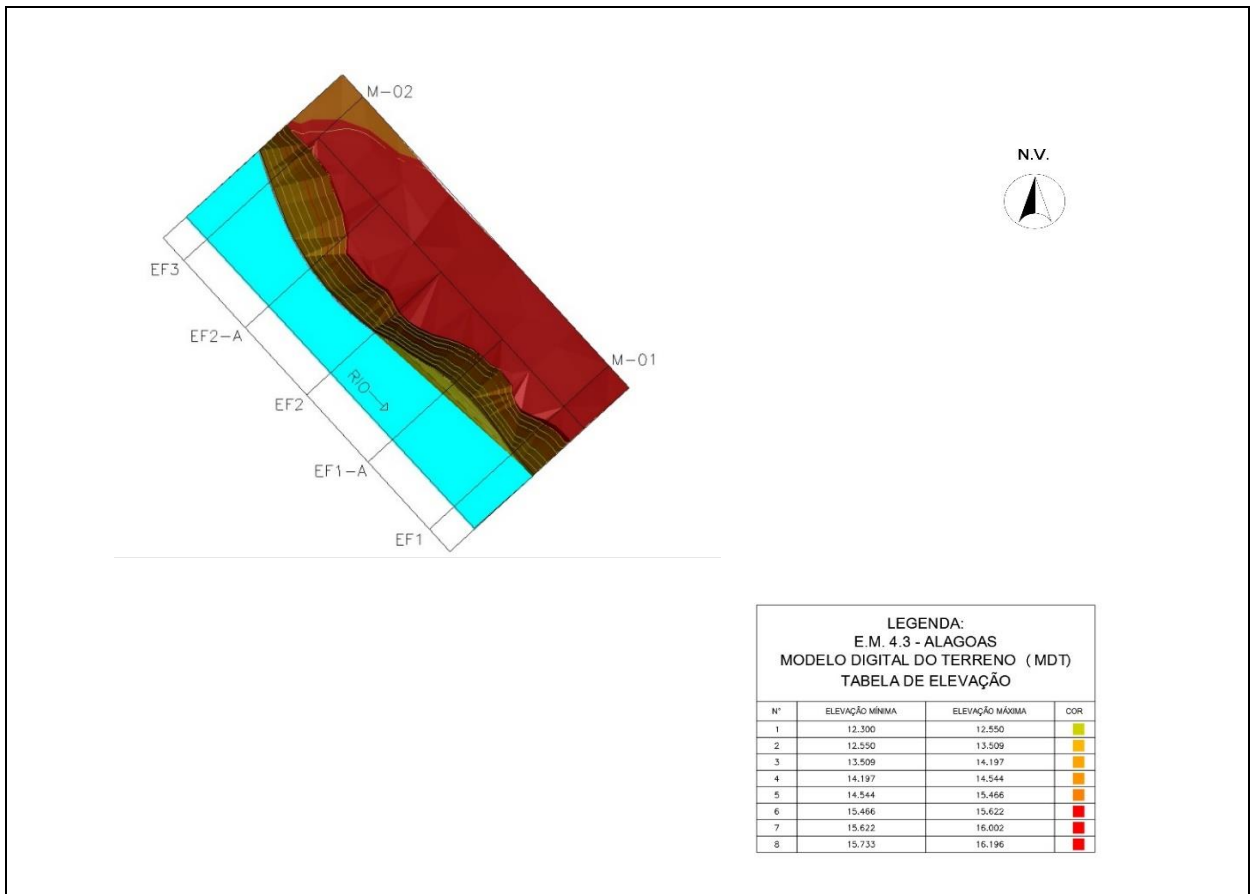 M-02
N.V.
EF3
EF2-A
M-01
RIO
EF2
EF1-A
EF1
LEGENDA:
E.M. 4.3 - ALAGOAS
MODELO DIGITAL DO TERRENO ( MDT)
TABELA DE ELEVAÇÃO
N° ELEVAÇÃO MÍNIMA ELEVAÇÃO MÁXIMA COR
1 12.300 12.550
2 12.550 13.509
3 13.509 14.197
4 14.197 14.544
5 14.544 15.466
6 15.466 15.622
7 15.622 16.002
8 15.733 16.196